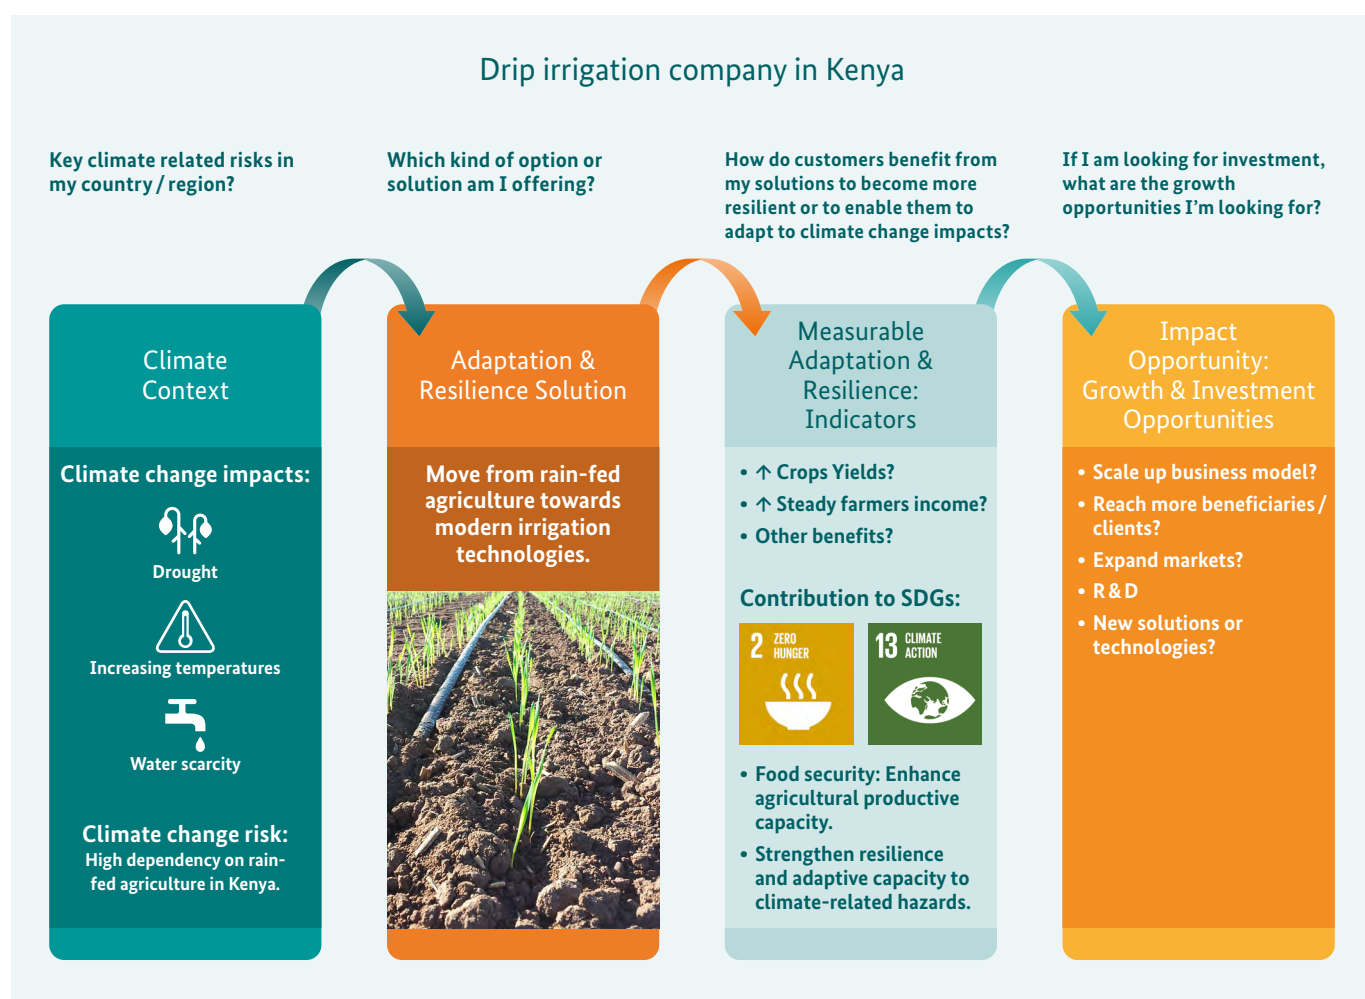 Drip irrigation company in Kenya
Key climate related risks in
my country / region?
Which kind of option or
solution am I offering?
How do customers benefit from
my solutions to become more
resilient or to enable them to
adapt to climate change impacts?
If I am looking for investment,
what are the growth
opportunities I'm looking for?
Climate
Context
Climate change impacts:
Drought
Increasing temperatures
Water scarcity
Climate change risk:
High dependency on rain-
fed agriculture in Kenya.
Adaptation &
Resilience Solution
Move from rain-fed
agriculture towards
modern irrigation
technologies.
Measurable
Adaptation &
Resilience:
Indicators
• ↑ Crops Yields?
• ↑ Steady farmers income?
• Other benefits?
Contribution to SDGs:
2 ZERO
HUNGER
13 CLIMATE
ACTION
• Food security: Enhance
agricultural productive
capacity.
• Strengthen resilience
and adaptive capacity to
climate-related hazards.
Impact
Opportunity:
Growth & Investment
Opportunities
• Scale up business model?
• Reach more beneficiaries /
clients?
• Expand markets?
• R & D
• New solutions or
technologies?